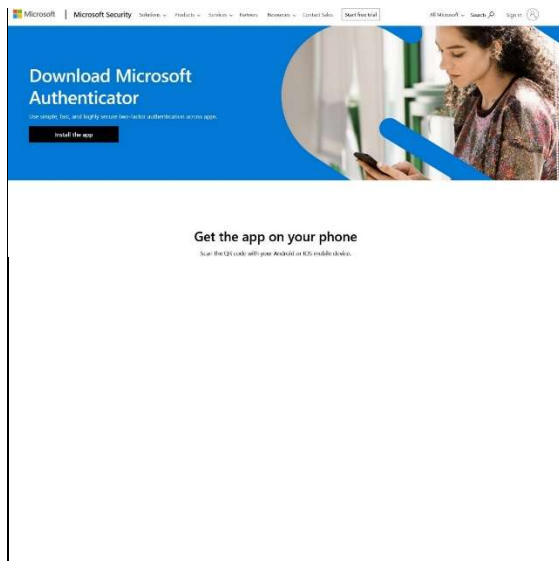 Microsoft | Microsoft Security Solutions Products Services Partners Resources Contact Sales Start free trial All Microsoft Search Sign in
Download Microsoft
Authenticator
Use simple, fast, and highly secure two-factor authentication across apps.
Install the app
Get the app on your phone
Scan the QR code with your Android or IOS mobile device.